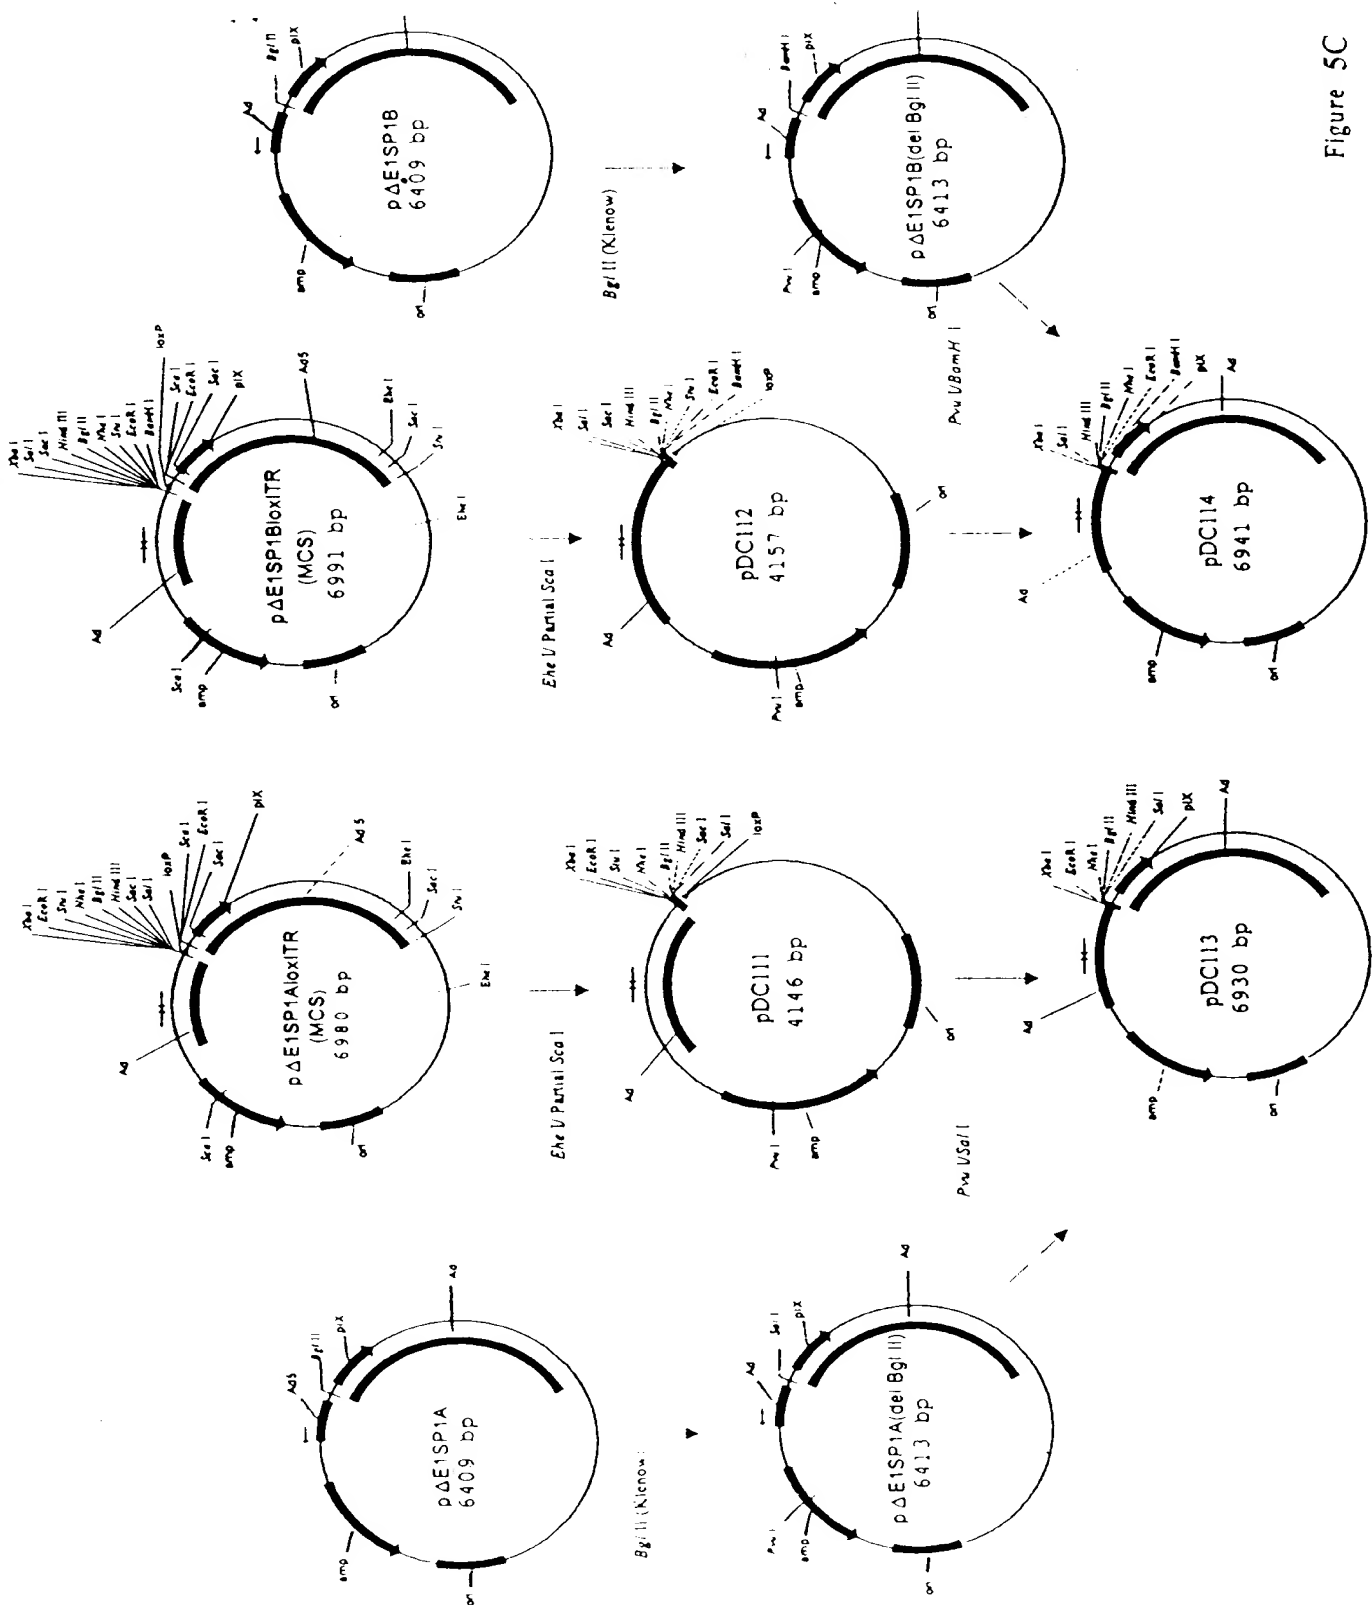 Ad5
Bgl II
pIX
Ad
amp
ori
pΔE1SP1A
6409 bp
Bgl II (Klenow)
Ad
Sal I
pIX
Ad
Pvu I
amp
ori
pΔE1SP1A(del Bgl II)
6413 bp
Xba I
EcoR I
Stu I
Nhe I
Bgl II
Hind III
Sac I
Sal I
loxP
Sca I
EcoR I
Sac I
pIX
Ad 5
Ehe I
Sac I
Stu I
Ehe I
Ad
Sca I
amp
ori
pΔE1SP1AloxITR
(MCS)
6980 bp
Ehe I/ Partial Sca I
Xba I
EcoR I
Stu I
Nhe I
Bgl II
Hind III
Sac I
Sal I
loxP
Ad
Pvu I
amp
ori
pDC111
4146 bp
Pvu I/Sal I
Xba I
EcoR I
Nhe I
Bgl II
Hind III
Sal I
pIX
Ad
Ad
amp
ori
pDC113
6930 bp
Xba I
Sal I
Sac I
Hind III
Bgl II
Nhe I
Stu I
EcoR I
BamH I
loxP
Sca I
EcoR I
Sac I
pIX
Ad5
Ehe I
Sac I
Stu I
Ehe I
Ad
Sca I
amp
ori
pΔE1SP1BloxITR
(MCS)
6991 bp
Ehe I/ Partial Sca I
Xba I
Sal I
Sac I
Hind III
Bgl II
Nhe I
Stu I
EcoR I
BamH I
loxP
Ad
Pvu I
amp
ori
pDC112
4157 bp
Pvu I/BamH I
Xba I
Sal I
Hind III
Bgl II
Nhe I
EcoR I
BamH I
pIX
Ad
Ad
amp
ori
pDC114
6941 bp
Ad
Bgl II
pIX
amp
ori
pΔE1SP1B
6409 bp
Bgl II (Klenow)
Ad
BamH I
pIX
Pvu I
amp
ori
pΔE1SP1B(del Bgl II)
6413 bp
Figure 5C